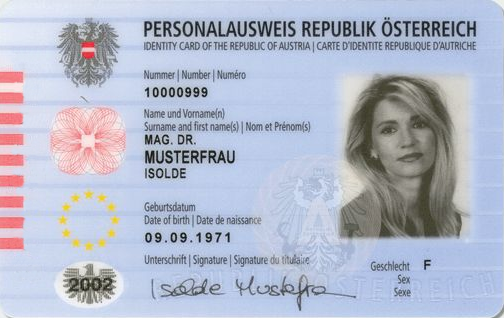 PERSONALAUSWEIS REPUBLIK ÖSTERREICH
IDENTITY CARD OF THE REPUBLIC OF AUSTRIA | CARTE D'IDENTITE REPUBLIQUE D'AUTRICHE
Nummer | Number | Numéro
10000999
Name und Vorname(n)
Surname and first name(s) | Nom et Prénom(s)
MAG. DR.
MUSTERFRAU
ISOLDE
Geburtsdatum
Date of birth | Date de naissance
09.09.1971
Unterschrift | Signature | Signature du titulaire
Isolde Musterfrau
Geschlecht F
Sex
Sexe
2002